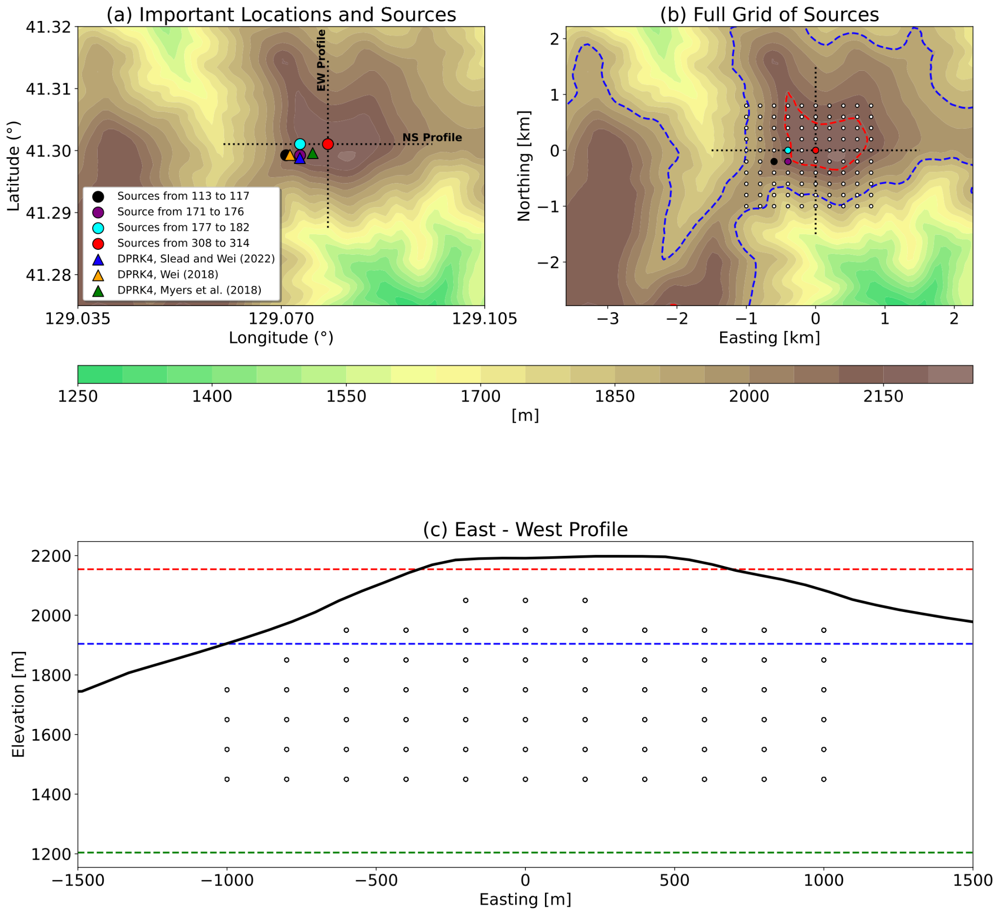 (a) Important Locations and Sources
41.32
41.31
41.30
41.29
41.28
Latitude (°)
EW Profile
NS Profile
Sources from 113 to 117
Source from 171 to 176
Sources from 177 to 182
Sources from 308 to 314
DPRK4, Slead and Wei (2022)
DPRK4, Wei (2018)
DPRK4, Myers et al. (2018)
129.035
129.070
129.105
Longitude (°)
(b) Full Grid of Sources
2
1
0
−1
−2
Northing [km]
−3
−2
−1
0
1
2
Easting [km]
1250
1400
1550
1700
1850
2000
2150
[m]
(c) East - West Profile
2200
2000
1800
1600
1400
1200
Elevation [m]
−1500
−1000
−500
0
500
1000
1500
Easting [m]